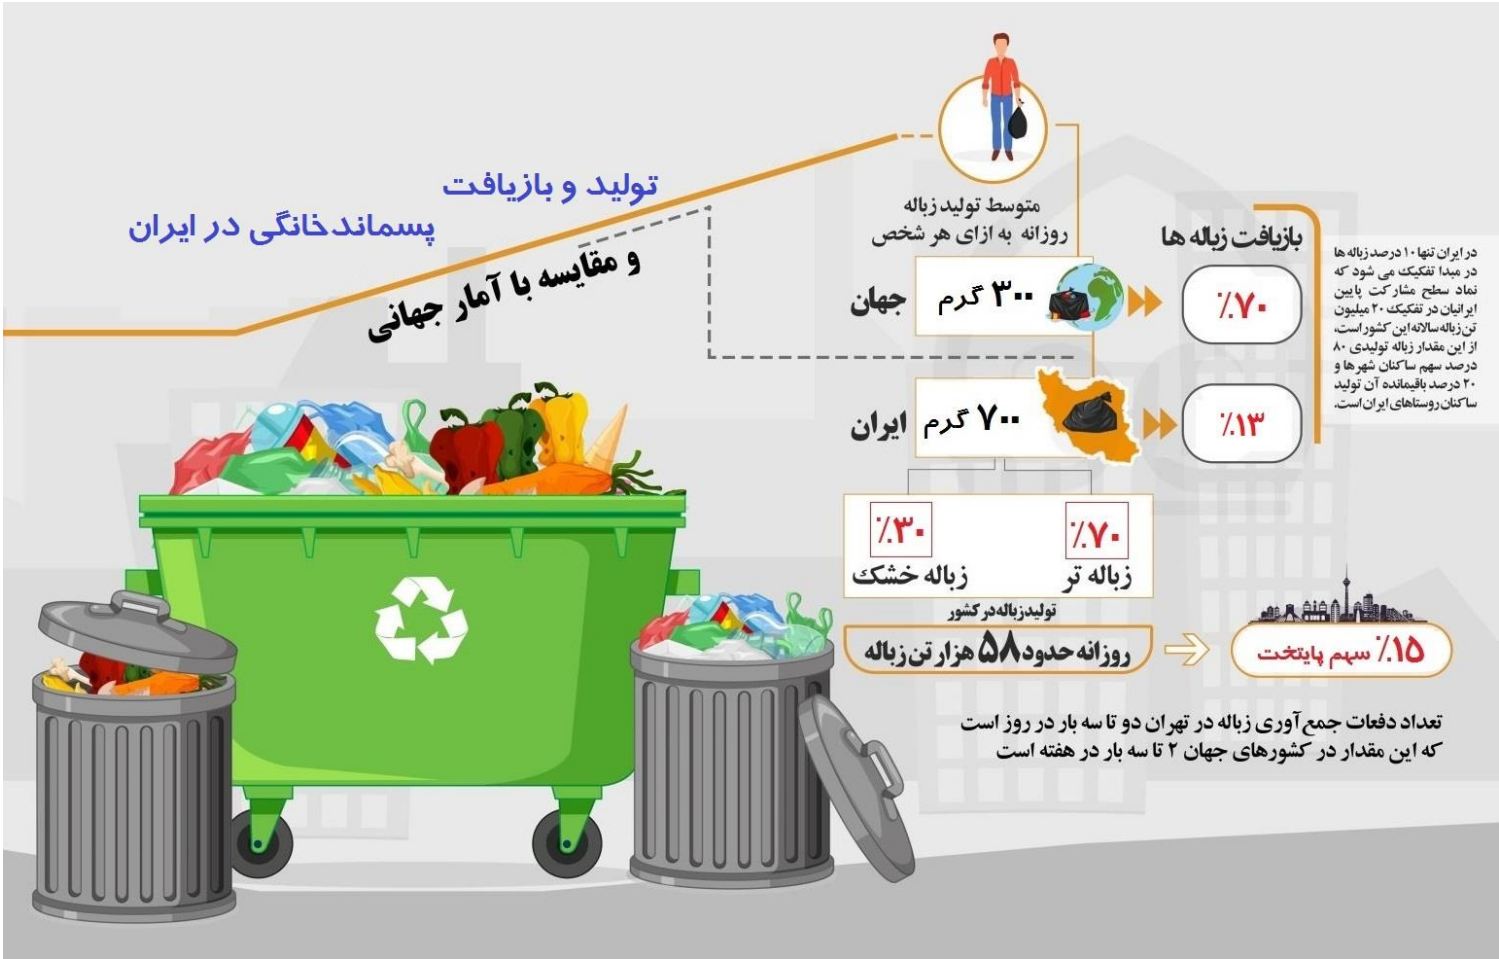 تولید و بازیافت
پسماند خانگی در ایران
و مقایسه با آمار جهانی
متوسط تولید زباله
روزانه به ازای هر شخص
جهان
۳۰۰ گرم
ایران
۷۰۰ گرم
بازیافت زباله ها
٪۷۰
٪۱۳
در ایران تنها ۱۰ درصد زباله ها
در مبدا تفکیک می شود که
نماد سطح مشارکت پایین
ایرانیان در تفکیک ۲۰ میلیون
تن زباله سالانه این کشور است،
از این مقدار زباله تولیدی ۸۰
درصد سهم ساکنان شهرها و
۲۰ درصد باقیمانده آن تولید
ساکنان روستاهای ایران است.
٪۷۰
زباله تر
٪۳۰
زباله خشک
تولید زباله در کشور
روزانه حدود ۵۸ هزار تن زباله
٪۱۵ سهم پایتخت
تعداد دفعات جمع‌آوری زباله در تهران دو تا سه بار در روز است
که این مقدار در کشورهای جهان ۲ تا سه بار در هفته است